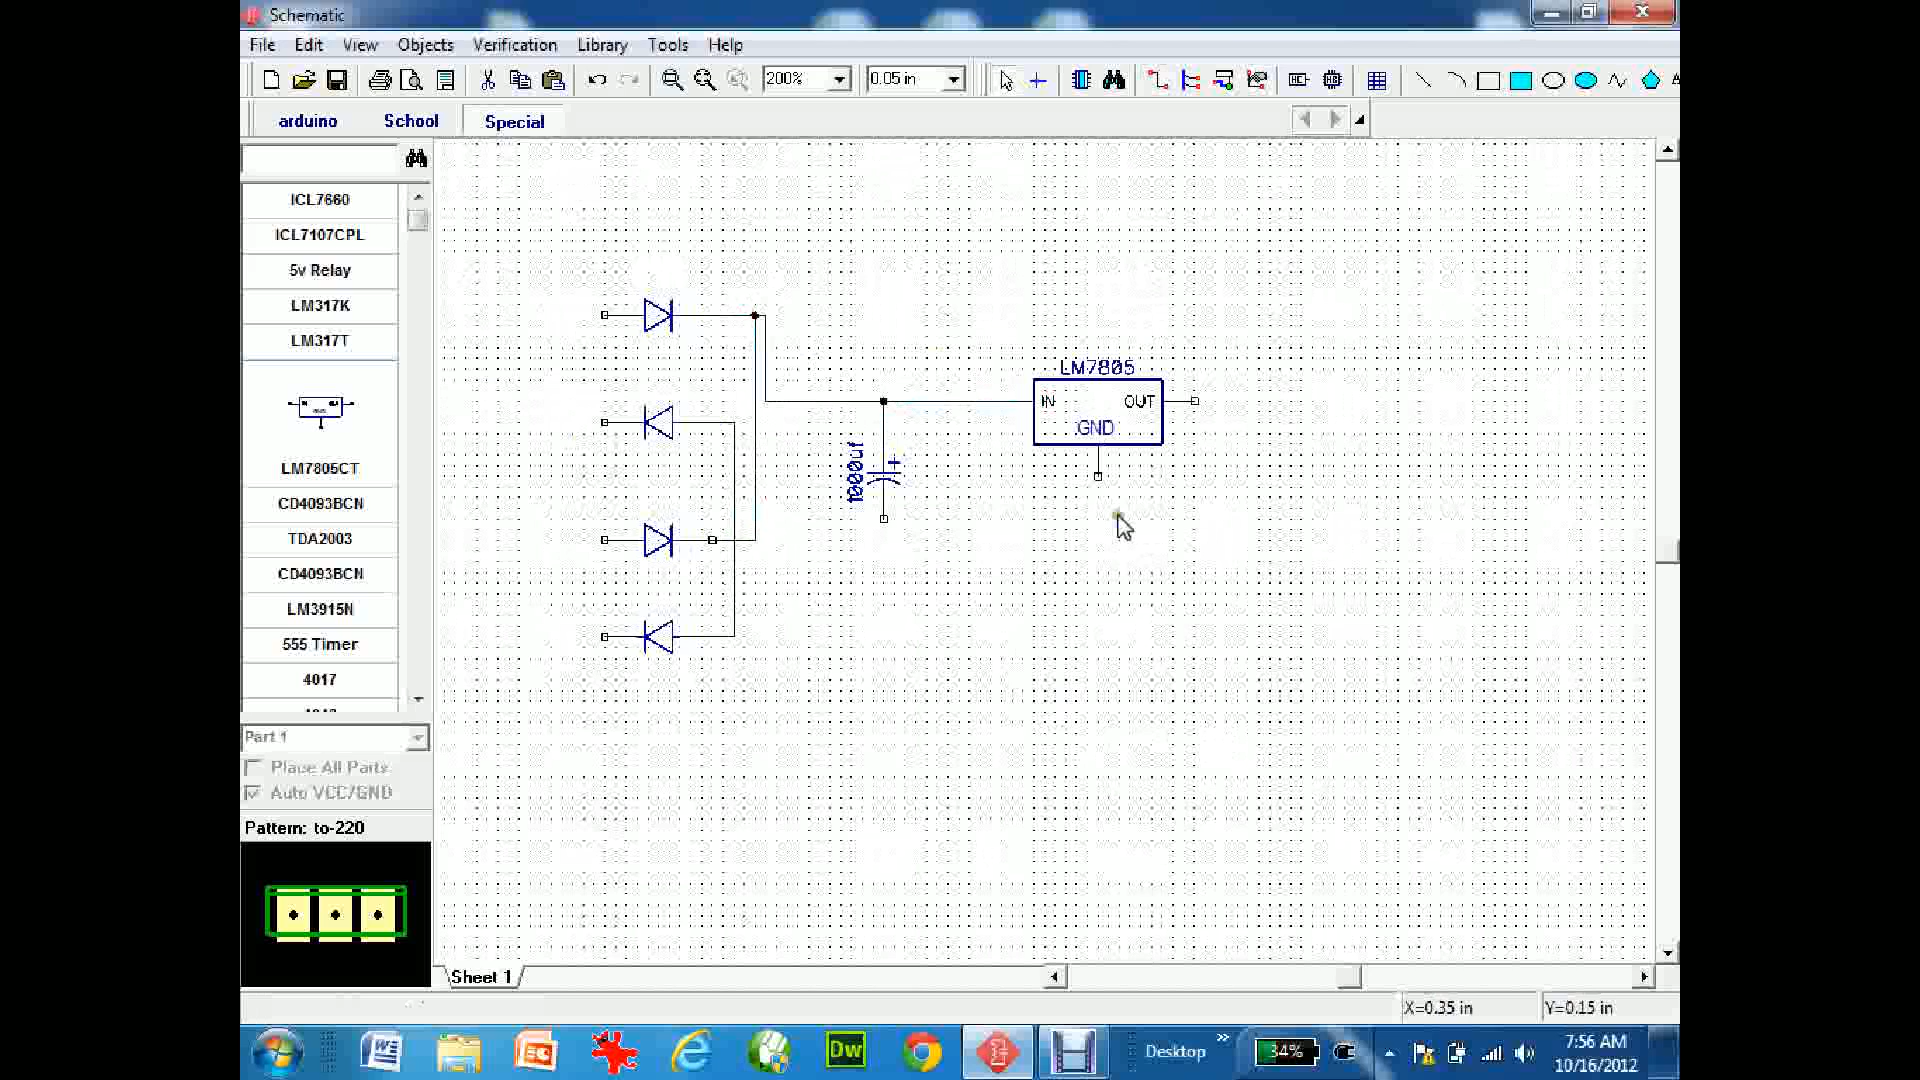 Schematic
File Edit View Objects Verification Library Tools Help
200% 0.05 in
arduino School Special
ICL7660
ICL7107CPL
5v Relay
LM317K
LM317T
LM7805CT
CD4093BCN
TDA2003
CD4093BCN
LM3915N
555 Timer
4017
Part 1
Place All Parts
Auto VCC/GND
Pattern: to-220
LM7805
IN OUT
GND
1000uf
+
Sheet 1
X=0.35 in Y=0.15 in
Dw
Desktop
34%
7:56 AM
10/16/2012